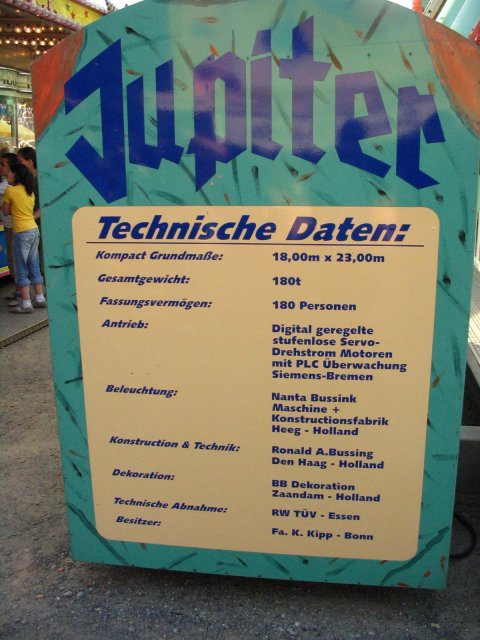 Jupiter
Technische Daten:
Kompact Grundmaße: 18,00m x 23,00m
Gesamtgewicht: 180t
Fassungsvermögen: 180 Personen
Antrieb: Digital geregelte
stufenlose Servo-
Drehstrom Motoren
mit PLC Überwachung
Siemens-Bremen
Beleuchtung: Nanta Bussink
Maschine +
Konstructionsfabrik
Heeg - Holland
Konstruction & Technik: Ronald A.Bussing
Den Haag - Holland
Dekoration: BB Dekoration
Zaandam - Holland
Technische Abnahme: RW TÜV - Essen
Besitzer: Fa. K. Kipp - Bonn